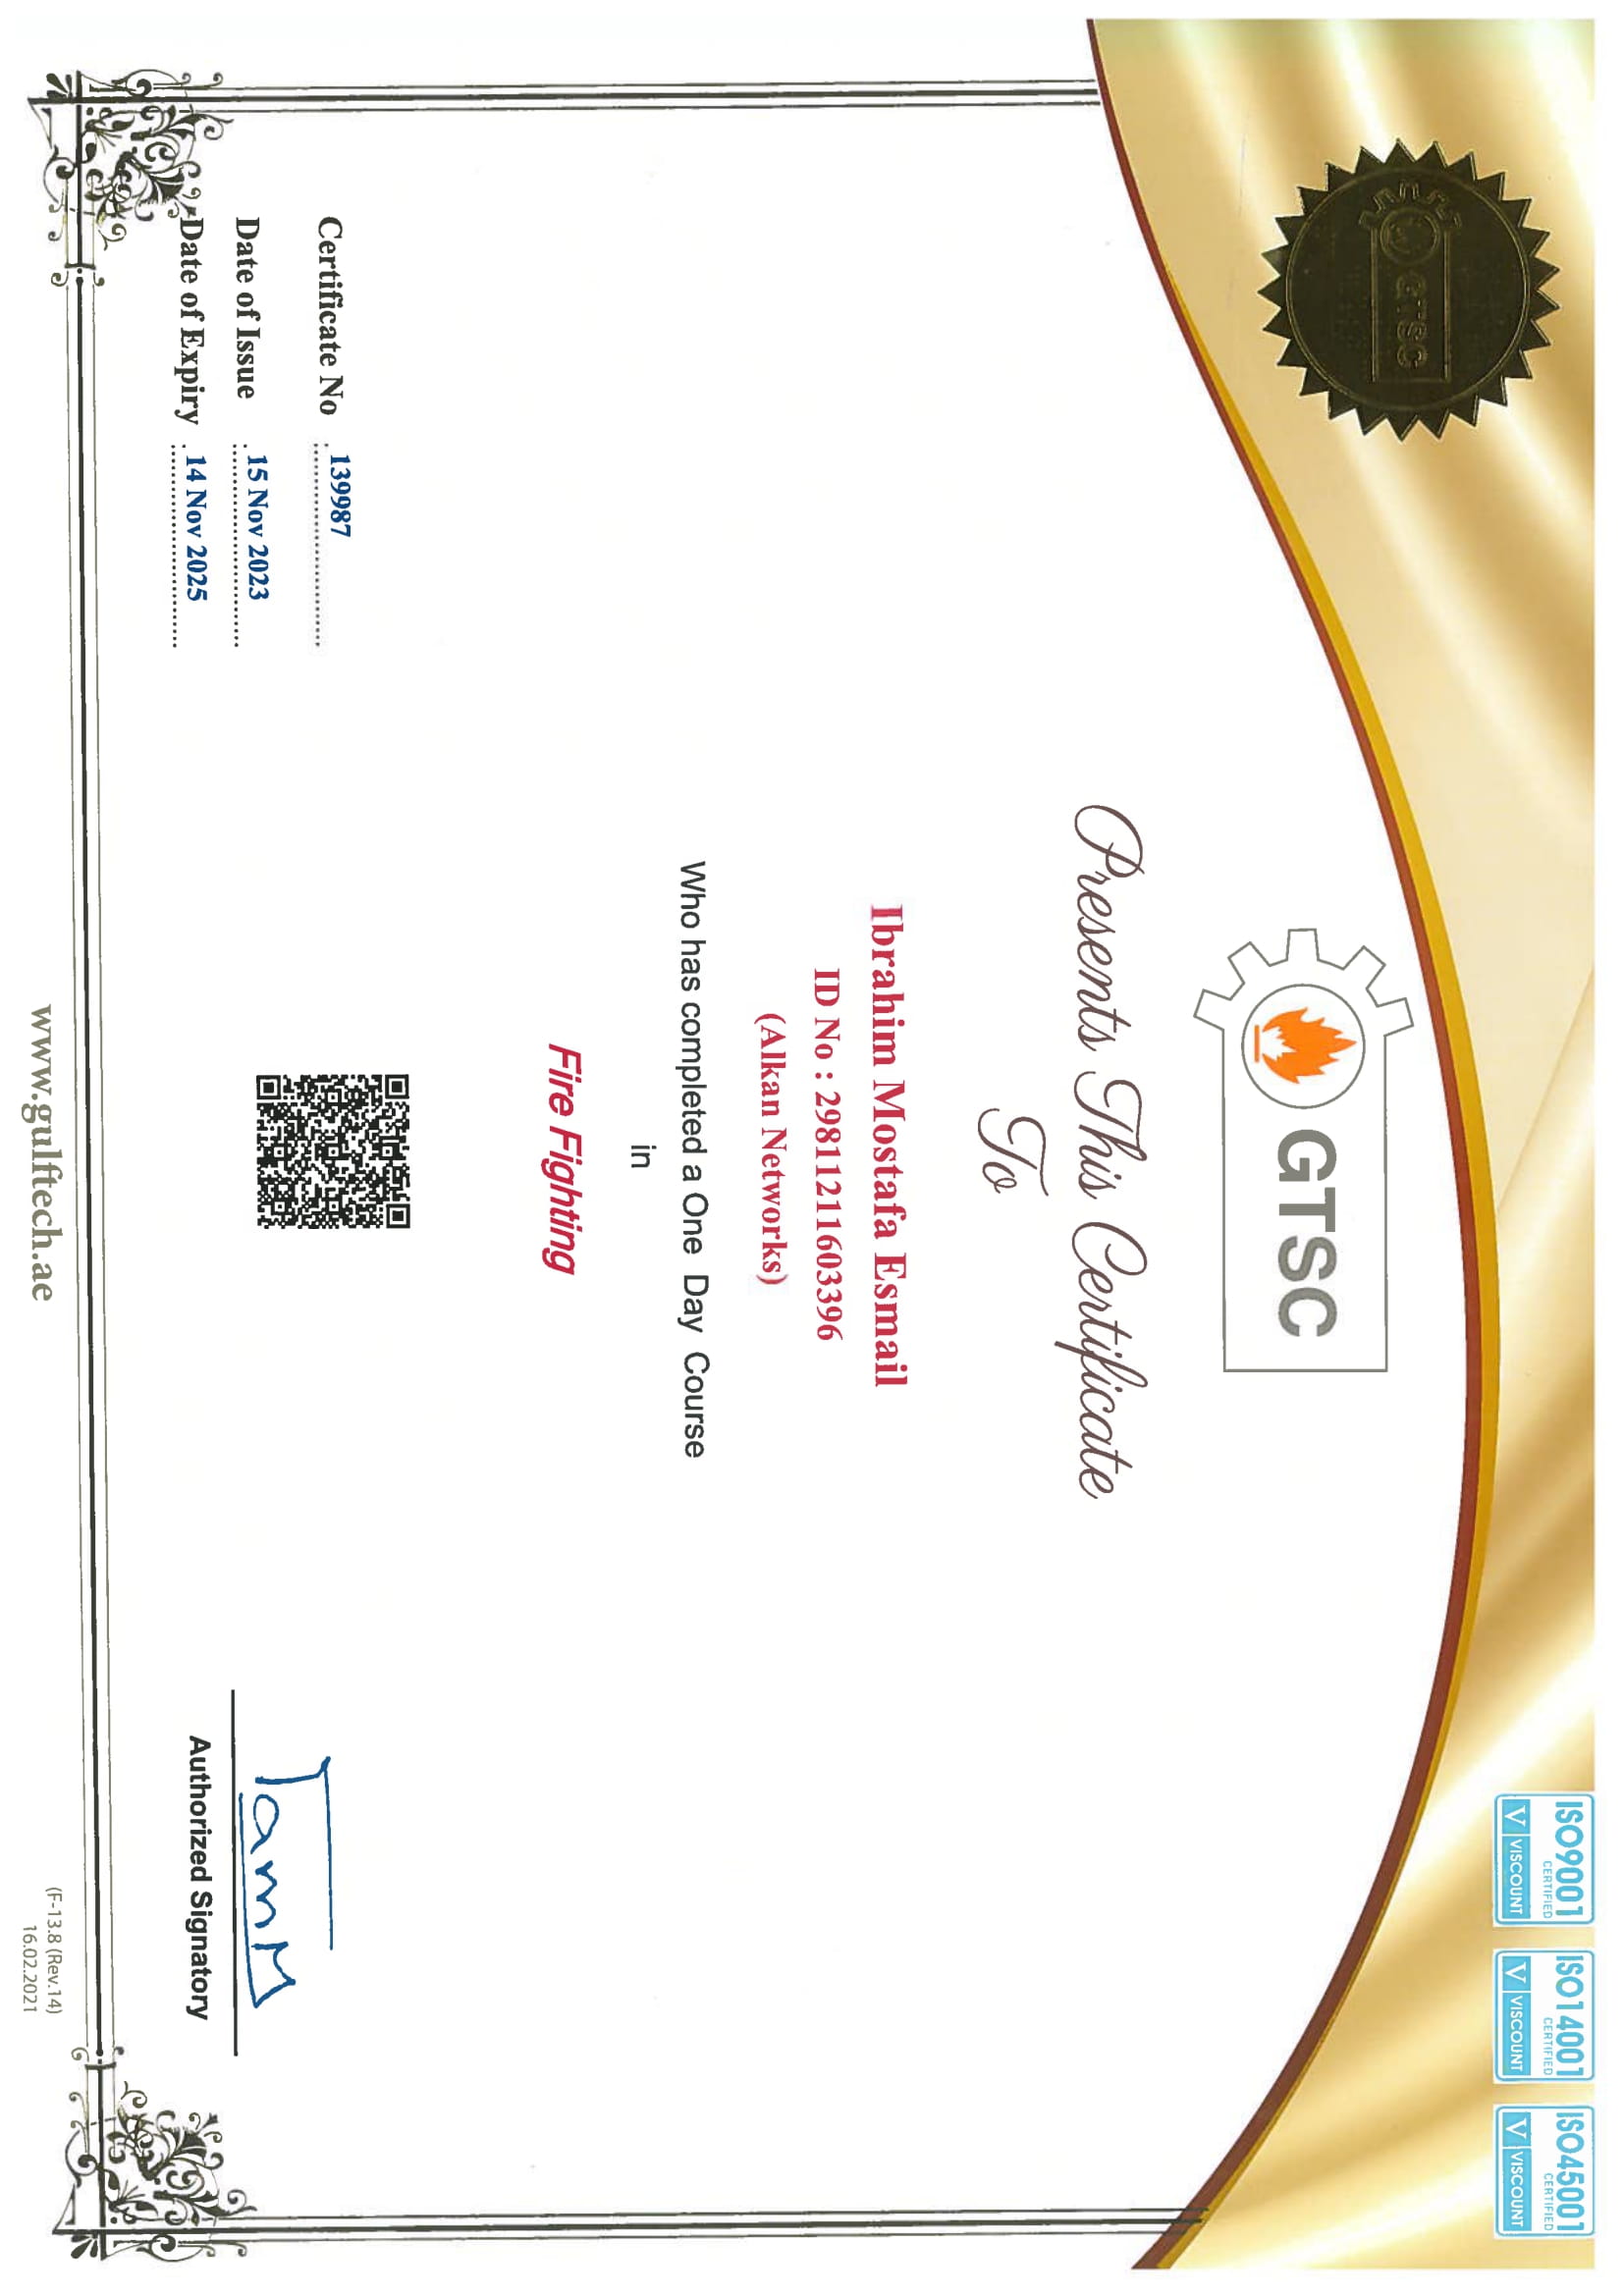 ISO9001 ISO14001 ISO45001
CERTIFIED CERTIFIED CERTIFIED
V VISCOUNT V VISCOUNT V VISCOUNT
GTSC
GTSC
Presents This Certificate
To
Ibrahim Mostafa Esmail
ID No : 29811211603396
(Alkan Networks)
Who has completed a One Day Course
in
Fire Fighting
Certificate No : 139987
Date of Issue : 15 Nov 2023
Date of Expiry : 14 Nov 2025
Authorized Signatory
www.gulftech.ae
(F-13.8 (Rev.14)
16.02.2021